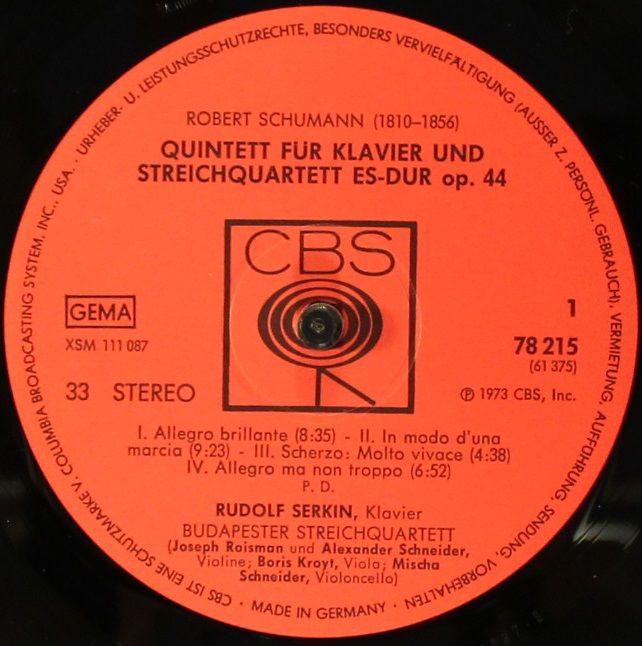 URHEBER- U. LEISTUNGSSCHUTZRECHTE, BESONDERS VERVIELFÄLTIGUNG (AUSSER Z. PERSÖNL. GEBRAUCH), VERMIETUNG, AUFFÜHRUNG, SENDUNG, VORBEHALTEN · MADE IN GERMANY · CBS IST EINE SCHUTZMARKE V. COLUMBIA BROADCASTING SYSTEM, INC., USA. ·
ROBERT SCHUMANN (1810–1856)
QUINTETT FÜR KLAVIER UND
STREICHQUARTETT ES-DUR op. 44
CBS
GEMA
XSM 111 087
33 STEREO
1
78 215
(61 375)
℗ 1973 CBS, Inc.
I. Allegro brillante (8:35) - II. In modo d'una
marcia (9:23) - III. Scherzo: Molto vivace (4:38)
IV. Allegro ma non troppo (6:52)
P. D.
RUDOLF SERKIN, Klavier
BUDAPESTER STREICHQUARTETT
(Joseph Roisman und Alexander Schneider,
Violine; Boris Kroyt, Viola; Mischa
Schneider, Violoncello)